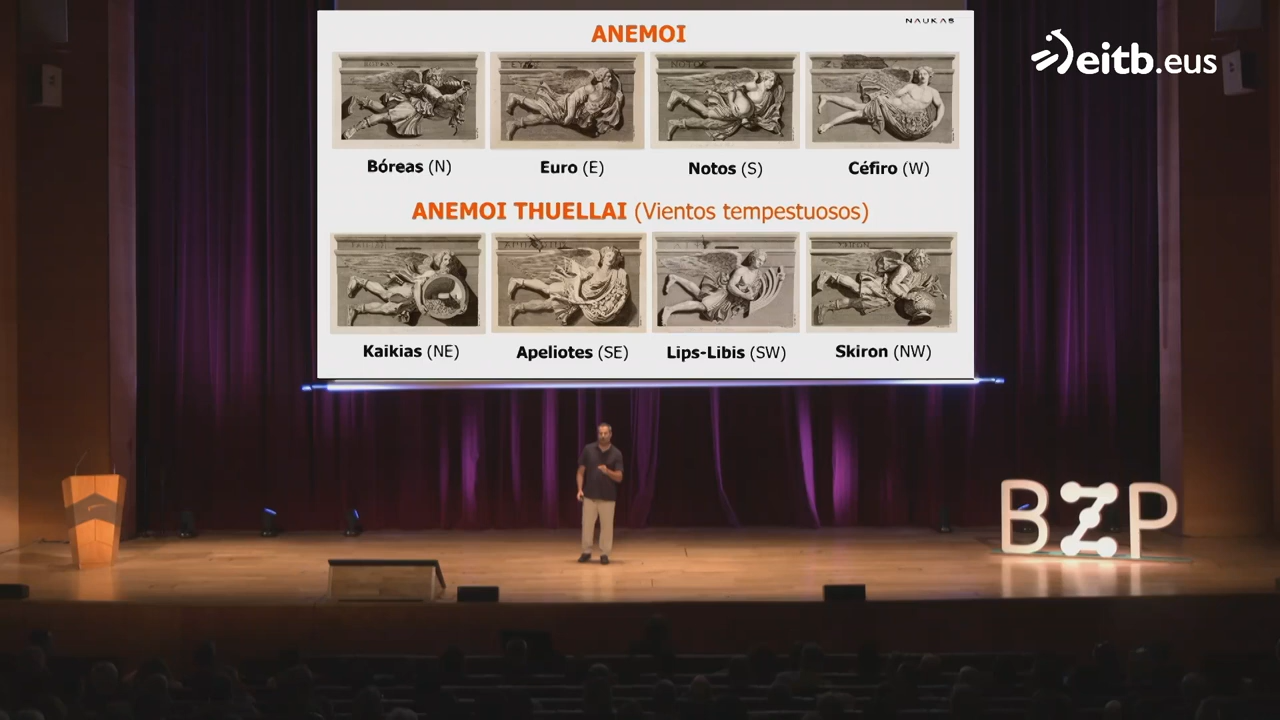 NAUKAS
eitb.eus
ANEMOI
Bóreas (N)
Euro (E)
Notos (S)
Céfiro (W)
ANEMOI THUELLAI (Vientos tempestuosos)
Kaikias (NE)
Apeliotes (SE)
Lips-Libis (SW)
Skiron (NW)
BZP